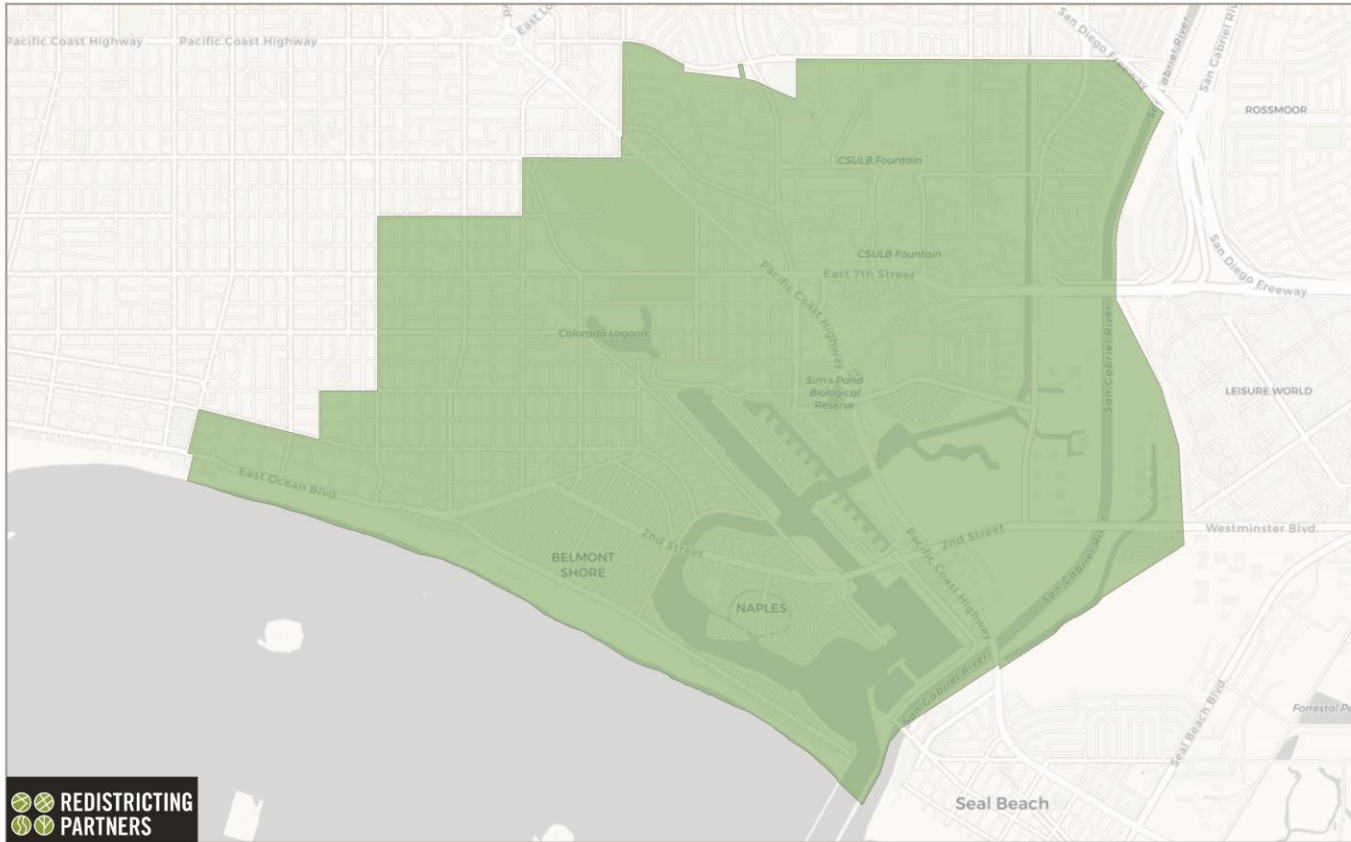 Pacific Coast Highway
Pacific Coast Highway
San Diego Freeway
San Gabriel
ROSSMOOR
CSULB Fountain
CSULB Fountain
East 7th Street
Pacific Coast Highway
San Diego Freeway
Colorado Lagoon
San Gabriel River
Sim's Pond
Biological
Reserve
LEISURE WORLD
East Ocean Blvd.
2nd Street
2nd Street
Westminster Blvd.
BELMONT
SHORE
Pacific Coast Highway
San Gabriel
NAPLES
San Gabriel River
Seal Beach Blvd.
Forrestal
Seal Beach
REDISTRICTING
PARTNERS